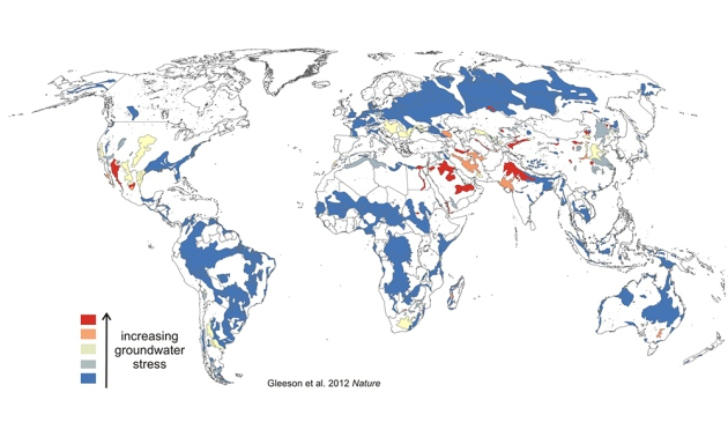 increasing
groundwater
stress
Gleeson et al. 2012 Nature